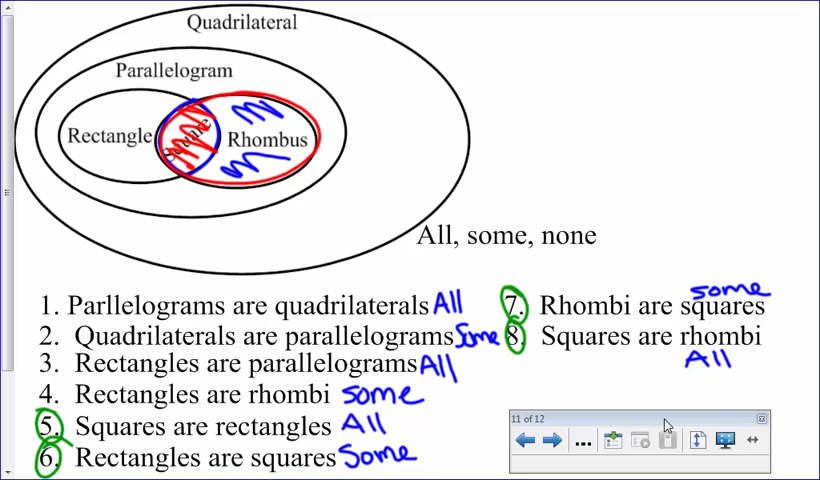 Quadrilateral
Parallelogram
Rectangle
Square
Rhombus
All, some, none
1. Parllelograms are quadrilaterals All
2. Quadrilaterals are parallelograms Some
3. Rectangles are parallelograms All
4. Rectangles are rhombi some
5. Squares are rectangles All
6. Rectangles are squares Some
7. Rhombi are squares some
8. Squares are rhombi All
11 of 12